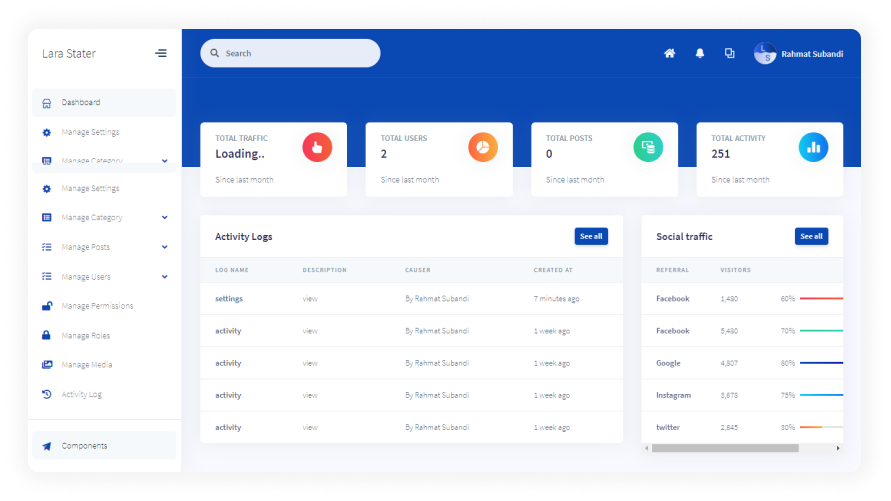 Lara Stater
Search
Rahmat Subandi
Dashboard
Manage Settings
Manage Category
Manage Settings
Manage Category
Manage Posts
Manage Users
Manage Permissions
Manage Roles
Manage Media
Activity Log
Components
TOTAL TRAFFIC
Loading..
Since last month
TOTAL USERS
2
Since last month
TOTAL POSTS
0
Since last month
TOTAL ACTIVITY
251
Since last month
Activity Logs
See all
LOG NAME DESCRIPTION CAUSER CREATED AT
settings view By Rahmat Subandi 7 minutes ago
activity view By Rahmat Subandi 1 week ago
activity view By Rahmat Subandi 1 week ago
activity view By Rahmat Subandi 1 week ago
activity view By Rahmat Subandi 1 week ago
Social traffic
See all
REFERRAL VISITORS
Facebook 1,480 60%
Facebook 5,480 70%
Google 4,807 80%
Instagram 3,678 75%
twitter 2,645 30%